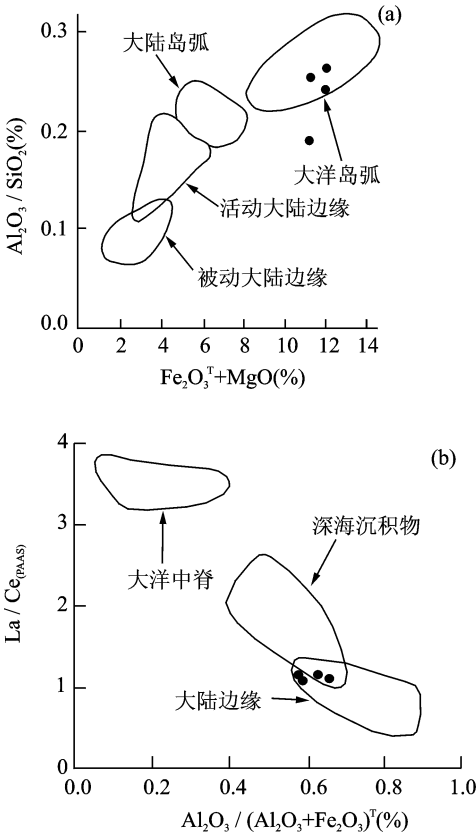 (a)
0.3
大陆岛弧
0.2
Al₂O₃ / SiO₂(%)
大洋岛弧
活动大陆边缘
0.1
被动大陆边缘
0.0
0 2 4 6 8 10 12 14
Fe₂O₃ᵀ+MgO(%)
4
(b)
3
深海沉积物
大洋中脊
La / Ce(PAAS)
2
1
大陆边缘
0.0
0.0 0.2 0.4 0.6 0.8 1.0
Al₂O₃ / (Al₂O₃+Fe₂O₃)ᵀ(%)